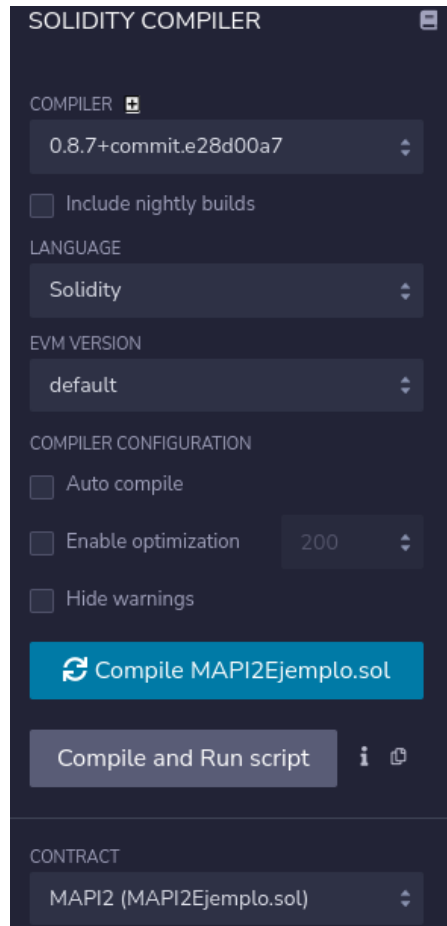 SOLIDITY COMPILER
COMPILER
0.8.7+commit.e28d00a7
Include nightly builds
LANGUAGE
Solidity
EVM VERSION
default
COMPILER CONFIGURATION
Auto compile
Enable optimization 200
Hide warnings
Compile MAPI2Ejemplo.sol
Compile and Run script
CONTRACT
MAPI2 (MAPI2Ejemplo.sol)